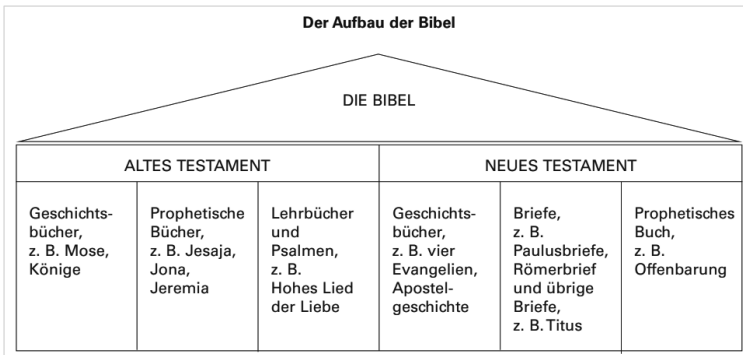 Der Aufbau der Bibel
DIE BIBEL
ALTES TESTAMENT
NEUES TESTAMENT
Geschichts-
bücher,
z. B. Mose,
Könige
Prophetische
Bücher,
z. B. Jesaja,
Jona,
Jeremia
Lehrbücher
und
Psalmen,
z. B.
Hohes Lied
der Liebe
Geschichts-
bücher,
z. B. vier
Evangelien,
Apostel-
geschichte
Briefe,
z. B.
Paulusbriefe,
Römerbrief
und übrige
Briefe,
z. B. Titus
Prophetisches
Buch,
z. B.
Offenbarung